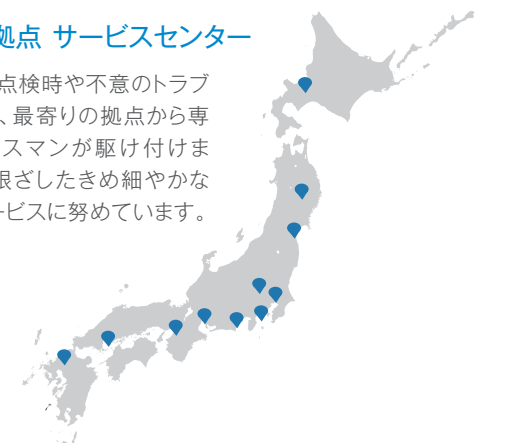 拠点 サービスセンター
点検時や不意のトラブ
、最寄りの拠点から専
スマンが駆け付けま
根ざしたきめ細やかな
ービスに努めています。